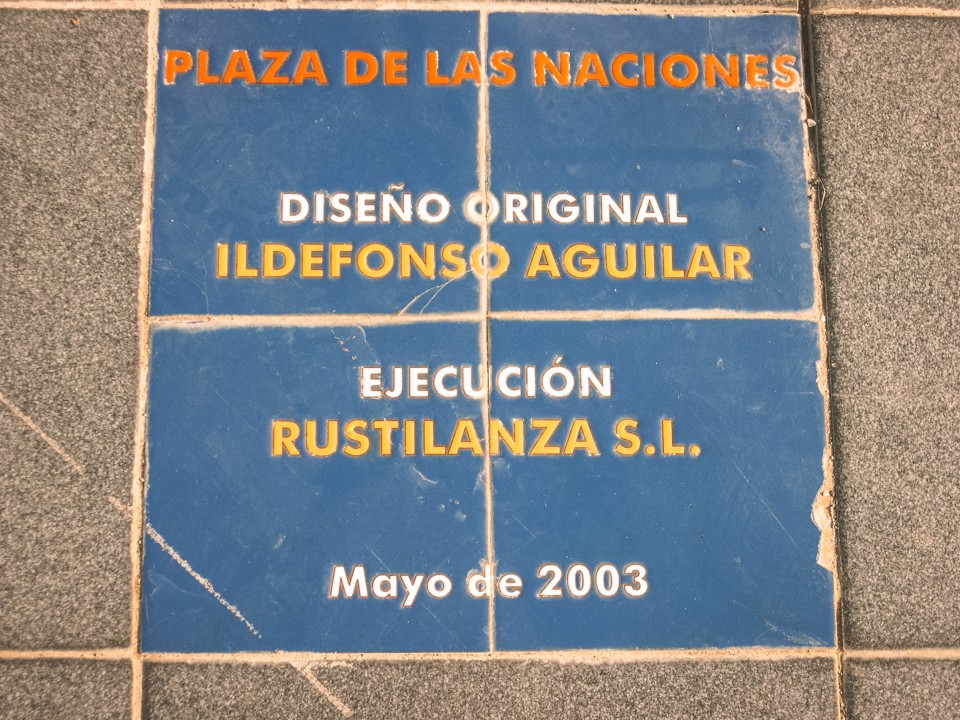 PLAZA DE LAS NACIONES
DISEÑO ORIGINAL
ILDEFONSO AGUILAR
EJECUCIÓN
RUSTILANZA S.L.
Mayo de 2003